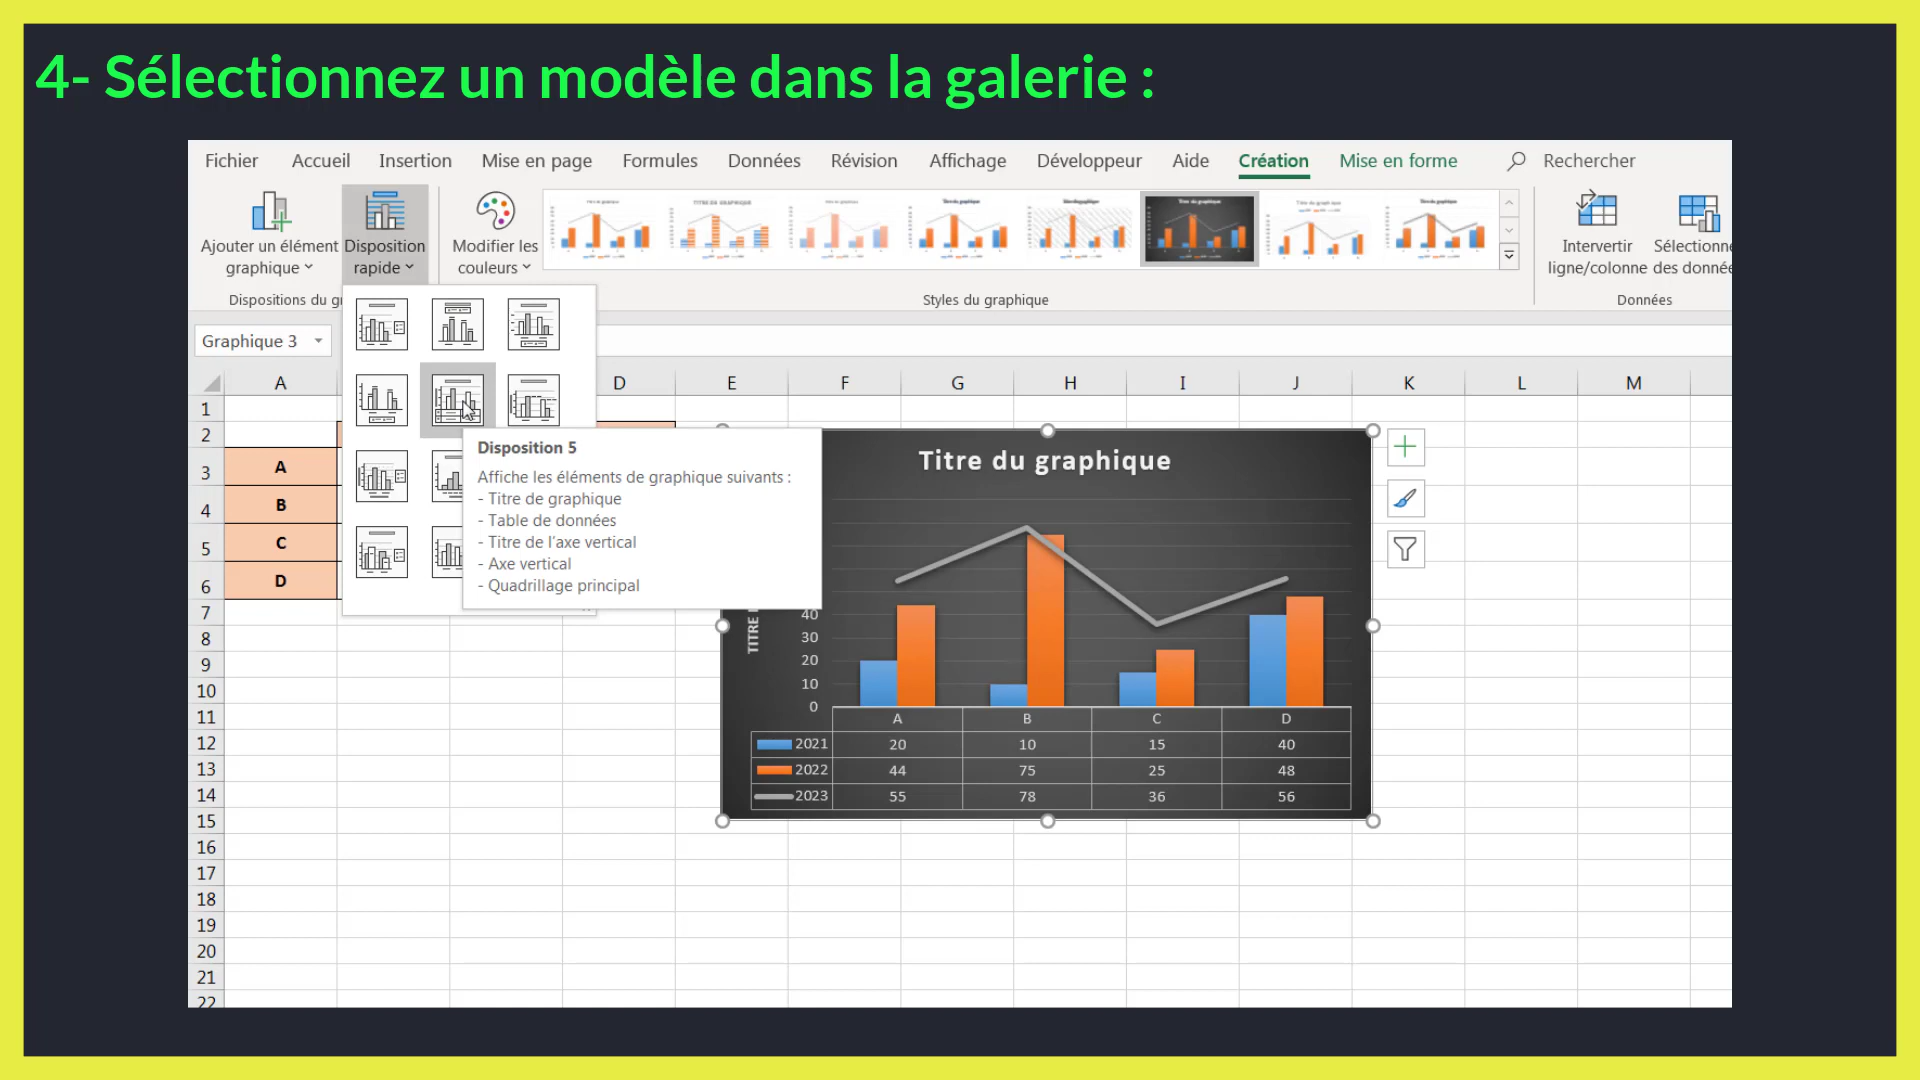 4- Sélectionnez un modèle dans la galerie :
Fichier Accueil Insertion Mise en page Formules Données Révision Affichage Développeur Aide Création Mise en forme Rechercher
Ajouter un élément graphique
Disposition rapide
Modifier les couleurs
Intervertir ligne/colonne
Sélectionne des donnée
Dispositions du g
Styles du graphique
Données
Graphique 3
A D E F G H I J K L M
1
2
3 A
4 B
5 C
6 D
7
8
9
10
11
12
13
14
15
16
17
18
19
20
21
22
Disposition 5
Affiche les éléments de graphique suivants :
- Titre de graphique
- Table de données
- Titre de l'axe vertical
- Axe vertical
- Quadrillage principal
Titre du graphique
TITRE
40
30
20
10
0
A B C D
2021 20 10 15 40
2022 44 75 25 48
2023 55 78 36 56